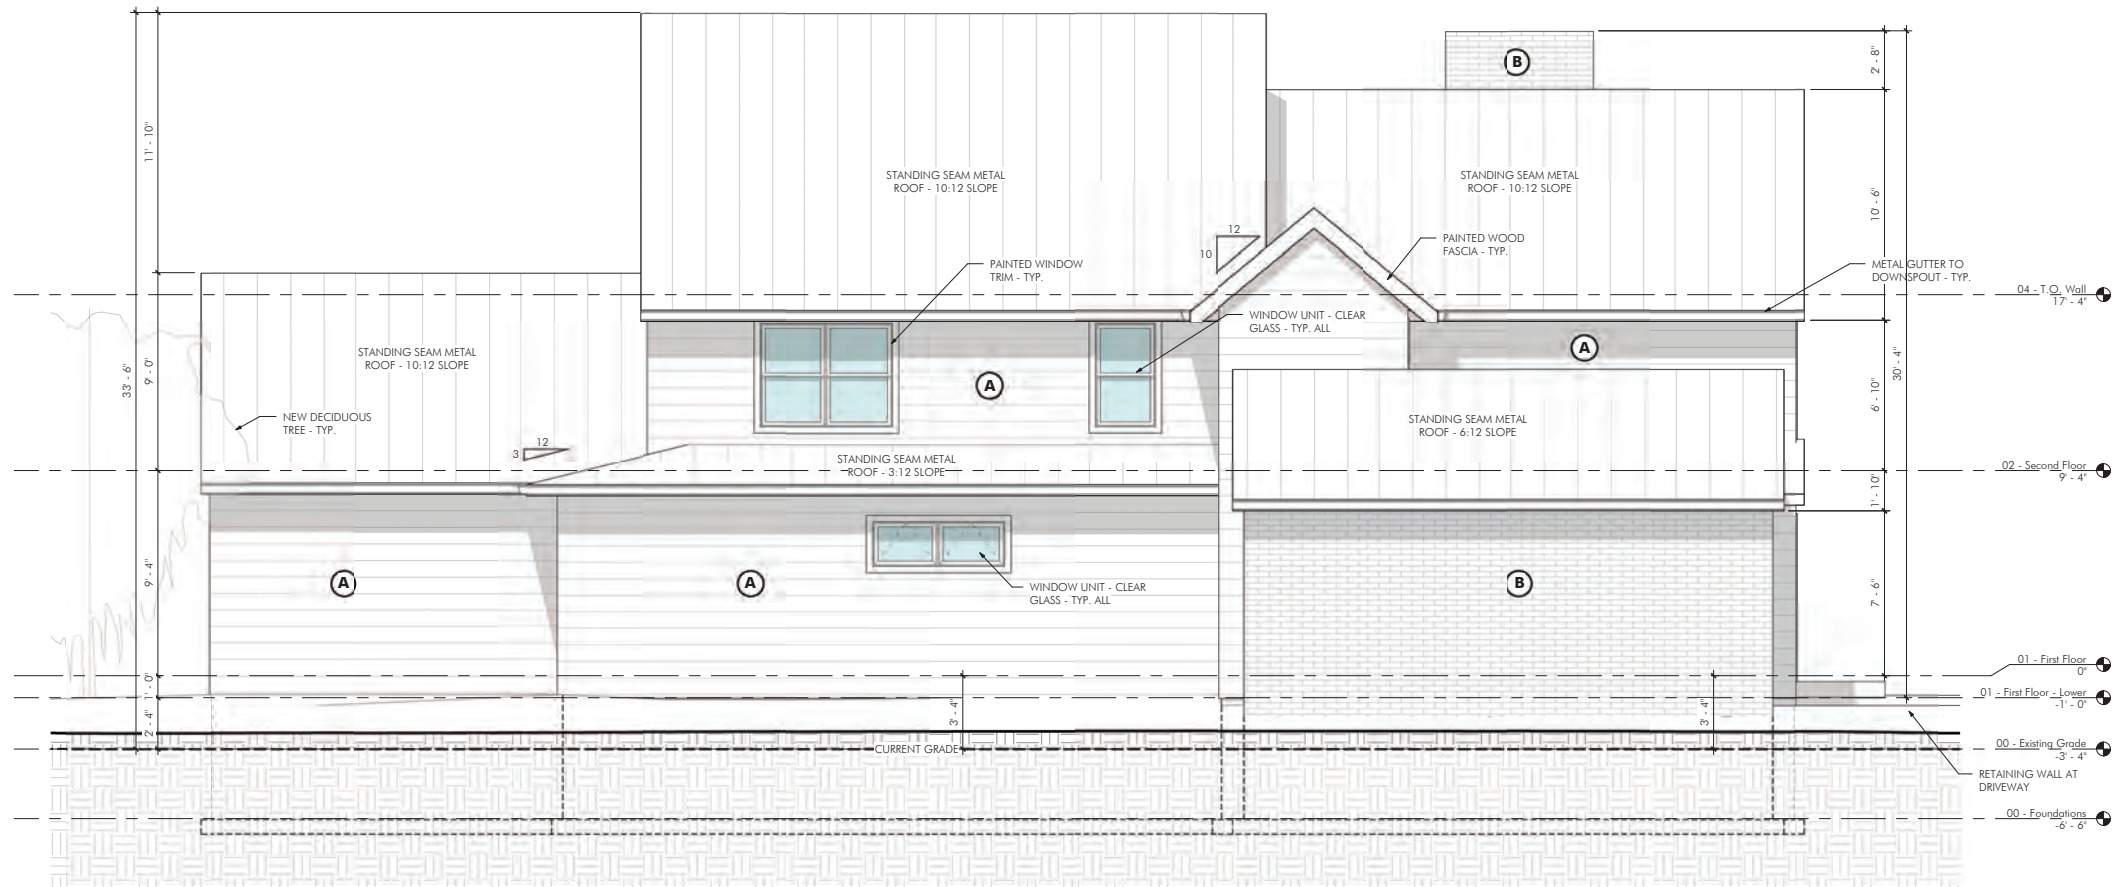 B
2' - 8"
11' - 10"
STANDING SEAM METAL
ROOF - 10:12 SLOPE
STANDING SEAM METAL
ROOF - 10:12 SLOPE
10' - 6"
12
10
PAINTED WOOD
FASCIA - TYP.
PAINTED WINDOW
TRIM - TYP.
METAL GUTTER TO
DOWNSPOUT - TYP.
04 - T.O. Wall
17' - 4"
WINDOW UNIT - CLEAR
GLASS - TYP. ALL
33' - 6"
9' - 0"
STANDING SEAM METAL
ROOF - 10:12 SLOPE
A
A
30' - 4"
6' - 10"
NEW DECIDUOUS
TREE - TYP.
STANDING SEAM METAL
ROOF - 6:12 SLOPE
12
3
STANDING SEAM METAL
ROOF - 3:12 SLOPE
02 - Second Floor
9' - 4"
1' - 10"
9' - 4"
A
A
WINDOW UNIT - CLEAR
GLASS - TYP. ALL
B
7' - 6"
01 - First Floor
0"
1' - 0"
01 - First Floor - Lower
-1' - 0"
2' - 4"
3' - 4"
3' - 4"
CURRENT GRADE
00 - Existing Grade
-3' - 4"
RETAINING WALL AT
DRIVEWAY
00 - Foundations
-6' - 6"